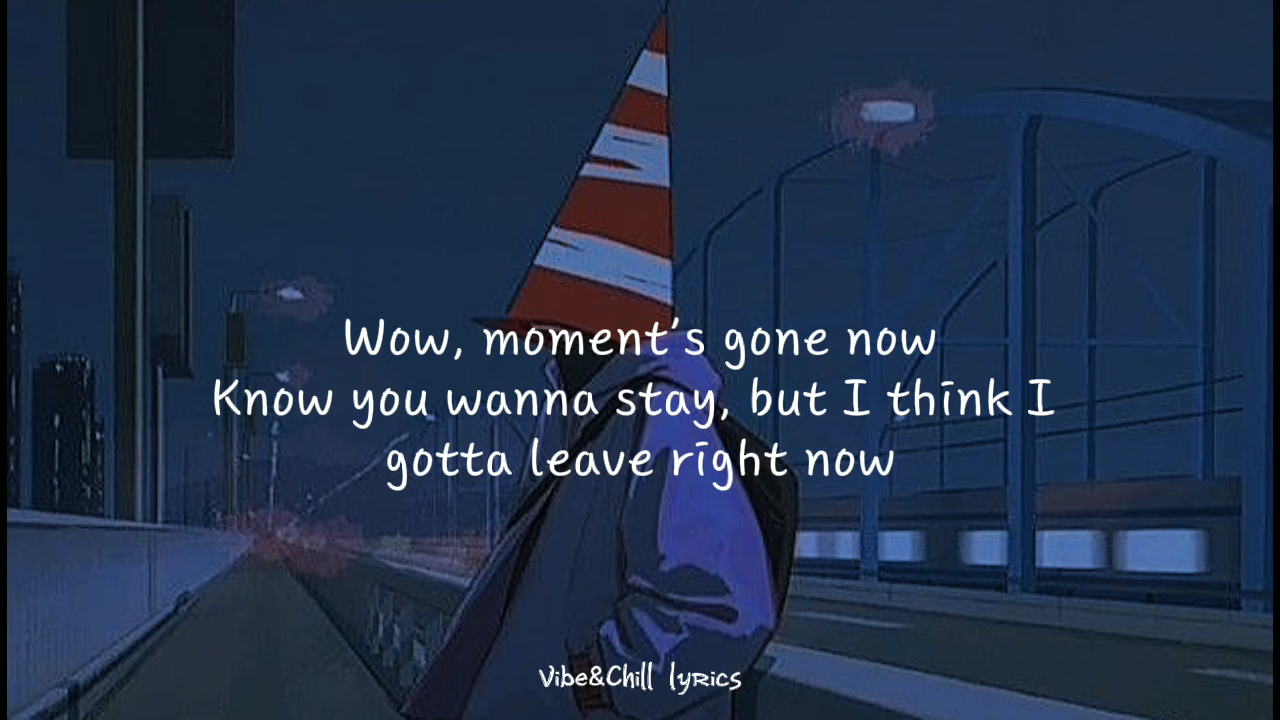 Wow, moment's gone now
Know you wanna stay, but I think I
gotta leave right now
Vibe&Chill lyrics